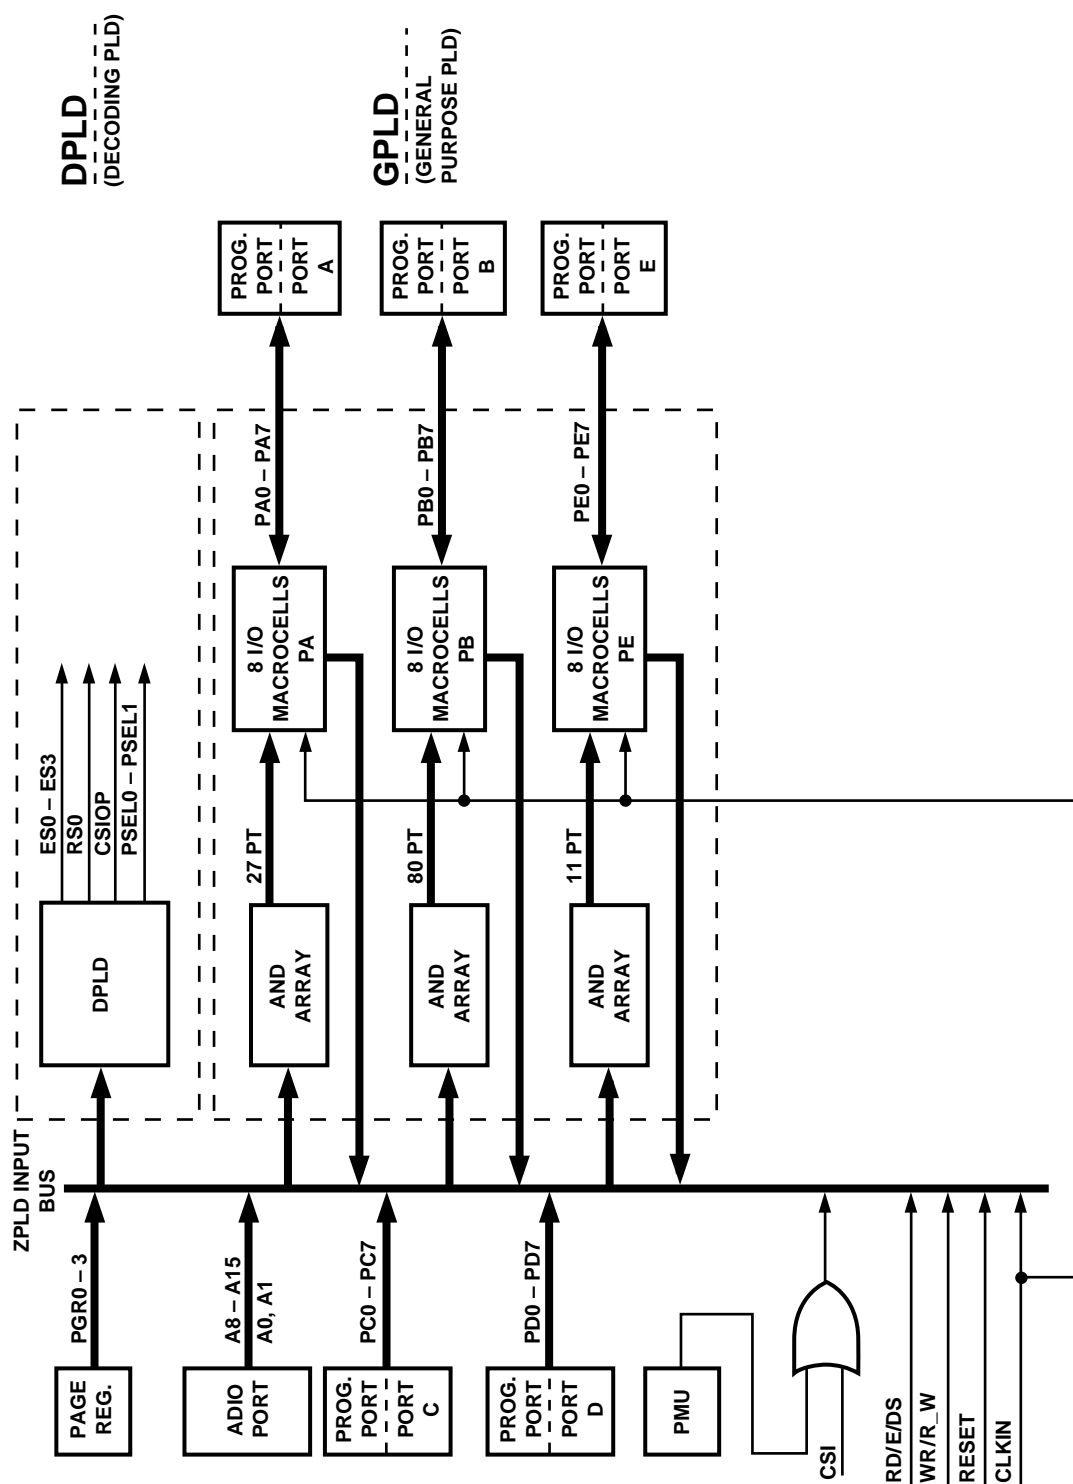 DPLD
(DECODING PLD)
GPLD
(GENERAL
PURPOSE PLD)
PROG.
PORT
PORT
A
PROG.
PORT
PORT
B
PROG.
PORT
PORT
E
PA0 – PA7
PB0 – PB7
PE0 – PE7
8 I/O
MACROCELLS
PA
8 I/O
MACROCELLS
PB
8 I/O
MACROCELLS
PE
ES0 – ES3
RS0
CSIOP
PSEL0 – PSEL1
27 PT
80 PT
11 PT
DPLD
AND
ARRAY
AND
ARRAY
AND
ARRAY
ZPLD INPUT
BUS
PGR0 – 3
A8 – A15
A0, A1
PC0 – PC7
PD0 – PD7
PAGE
REG.
ADIO
PORT
PROG.
PORT
PORT
C
PROG.
PORT
PORT
D
PMU
CSI
RD/E/DS
WR/R_W
RESET
CLKIN